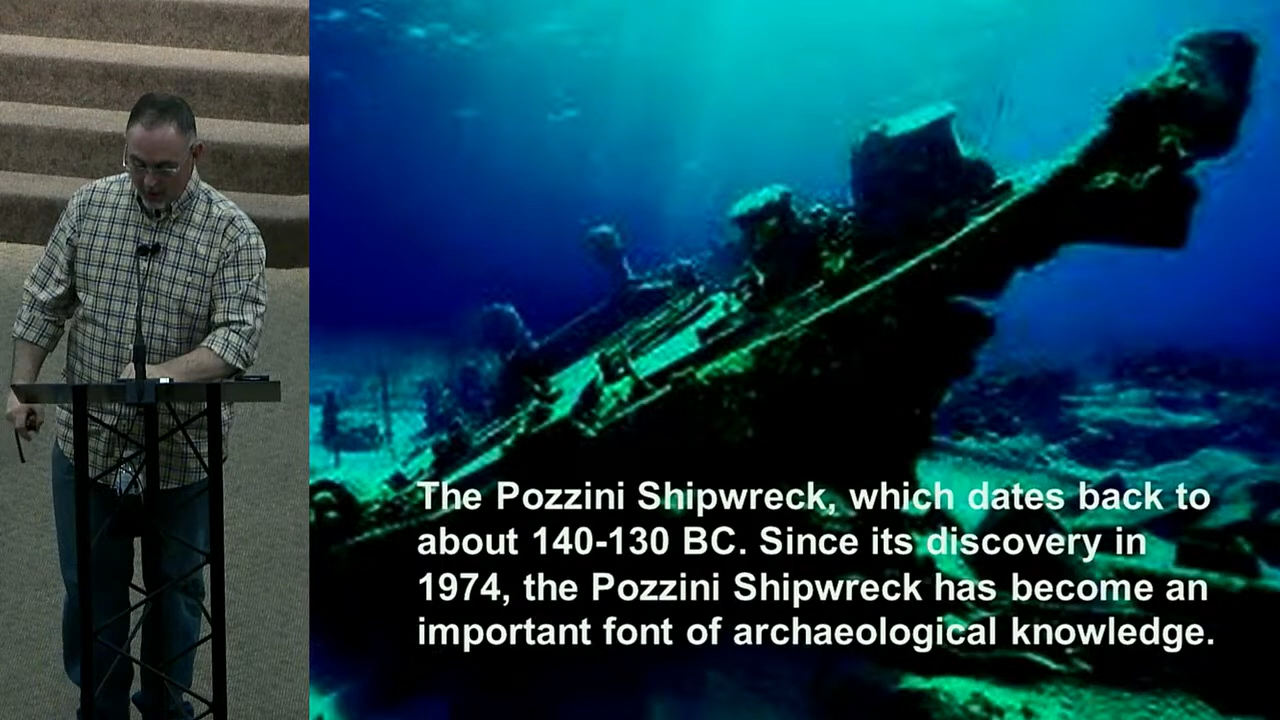 The Pozzini Shipwreck, which dates back to
about 140-130 BC. Since its discovery in
1974, the Pozzini Shipwreck has become an
important font of archaeological knowledge.